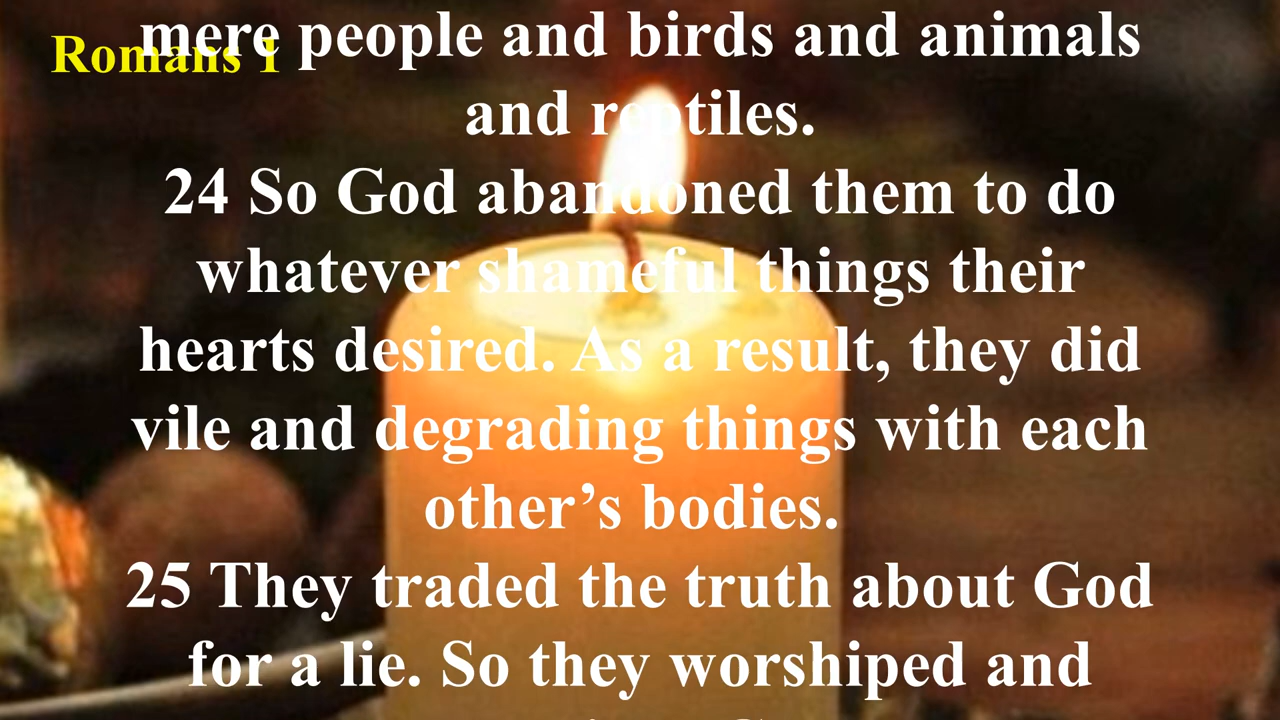 Romans 1
mere people and birds and animals
and reptiles.
24 So God abandoned them to do
whatever shameful things their
hearts desired. As a result, they did
vile and degrading things with each
other’s bodies.
25 They traded the truth about God
for a lie. So they worshiped and